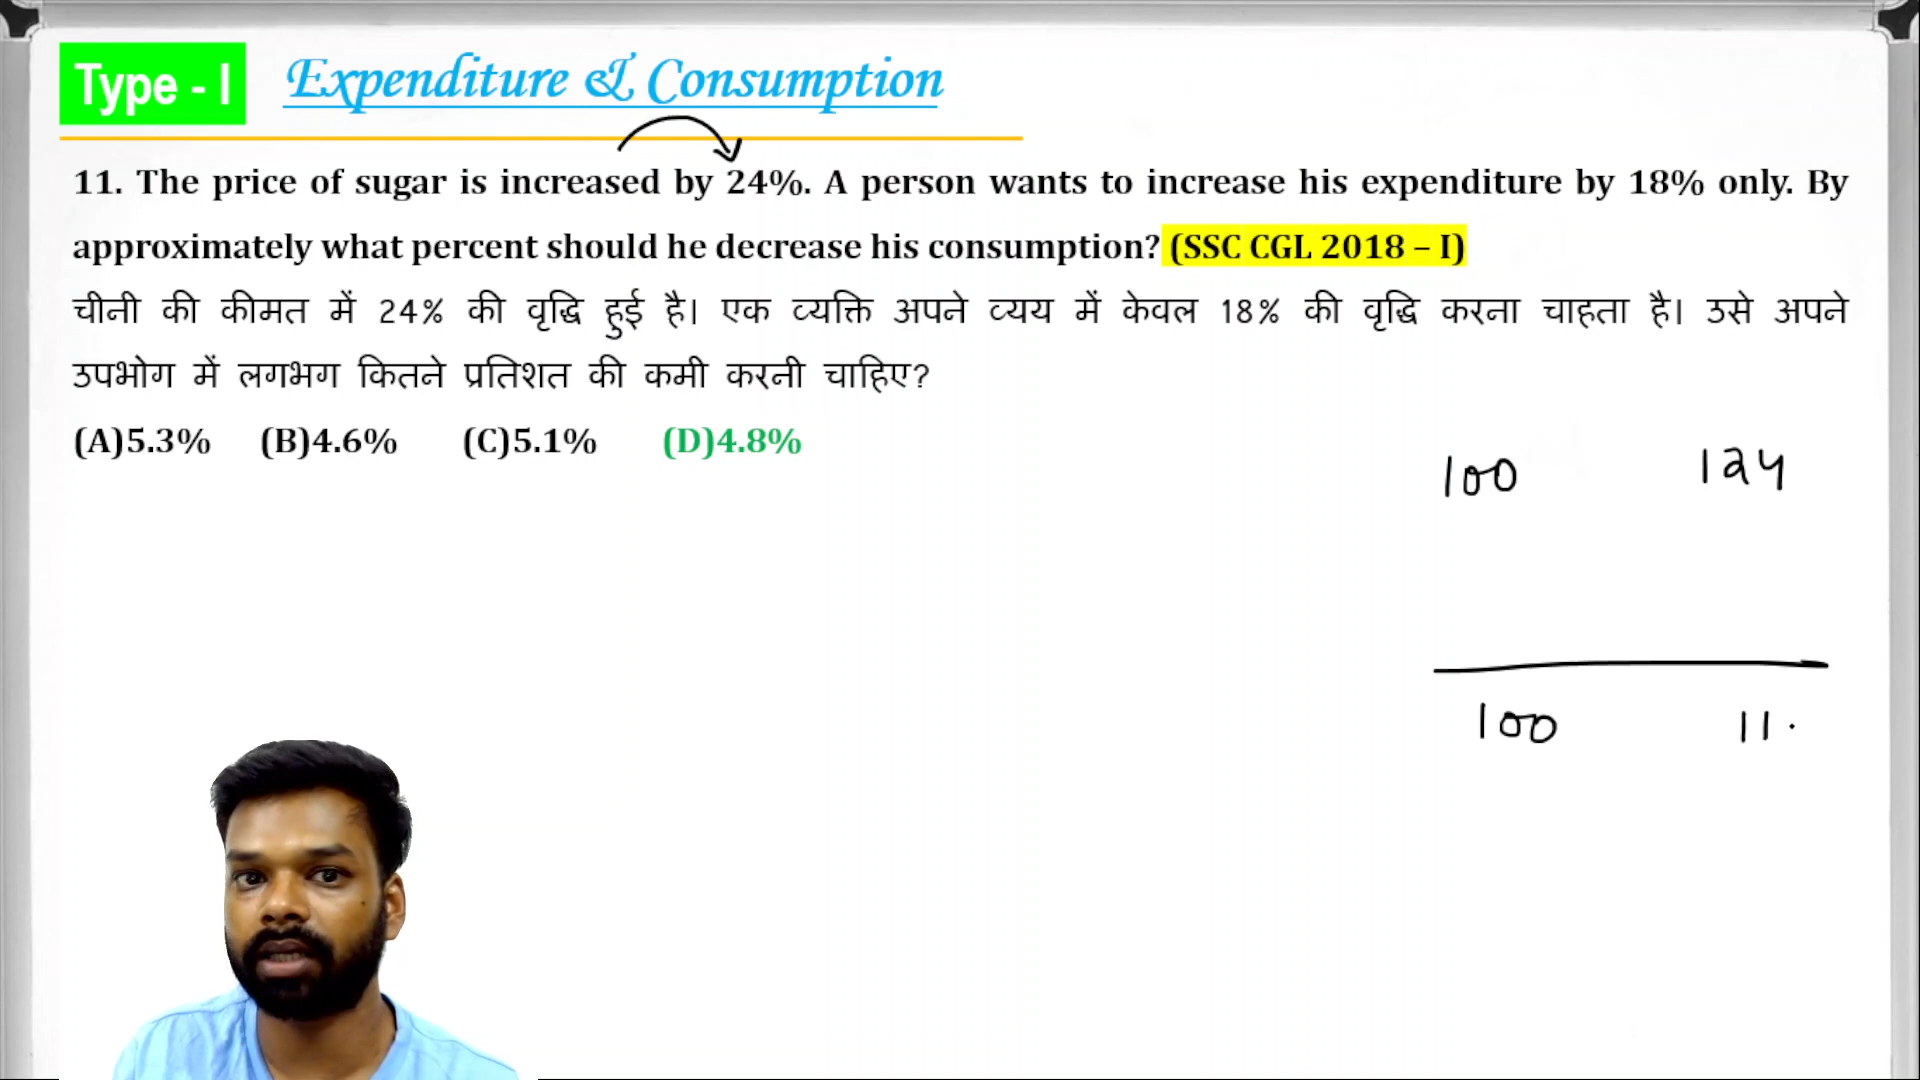 Type - I Expenditure & Consumption
11. The price of sugar is increased by 24%. A person wants to increase his expenditure by 18% only. By
approximately what percent should he decrease his consumption? (SSC CGL 2018 – I)
चीनी की कीमत में 24% की वृद्धि हुई है। एक व्यक्ति अपने व्यय में केवल 18% की वृद्धि करना चाहता है। उसे अपने
उपभोग में लगभग कितने प्रतिशत की कमी करनी चाहिए?
(A)5.3% (B)4.6% (C)5.1% (D)4.8%
100 124
100 11